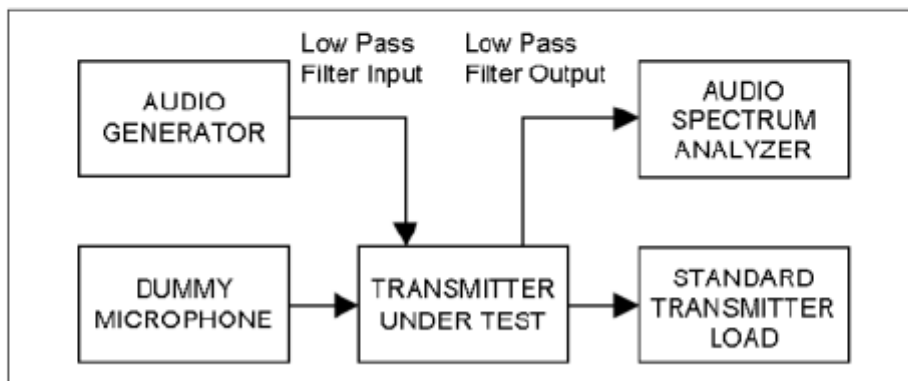 Low Pass
Filter Input
Low Pass
Filter Output
AUDIO
GENERATOR
AUDIO
SPECTRUM
ANALYZER
DUMMY
MICROPHONE
TRANSMITTER
UNDER TEST
STANDARD
TRANSMITTER
LOAD